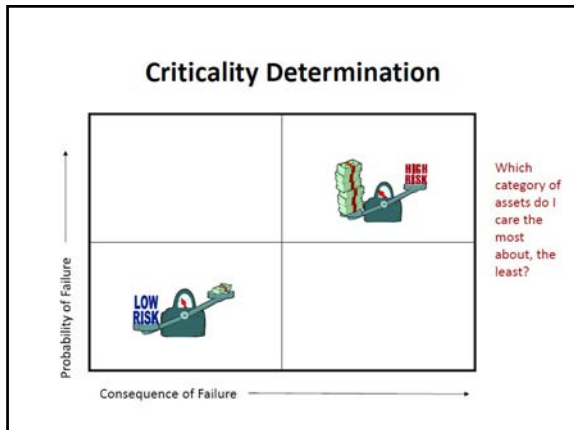 Criticality Determination
HIGH
RISK
Which
category of
assets do I
care the
most
about, the
least?
LOW
RISK
Probability of Failure
Consequence of Failure